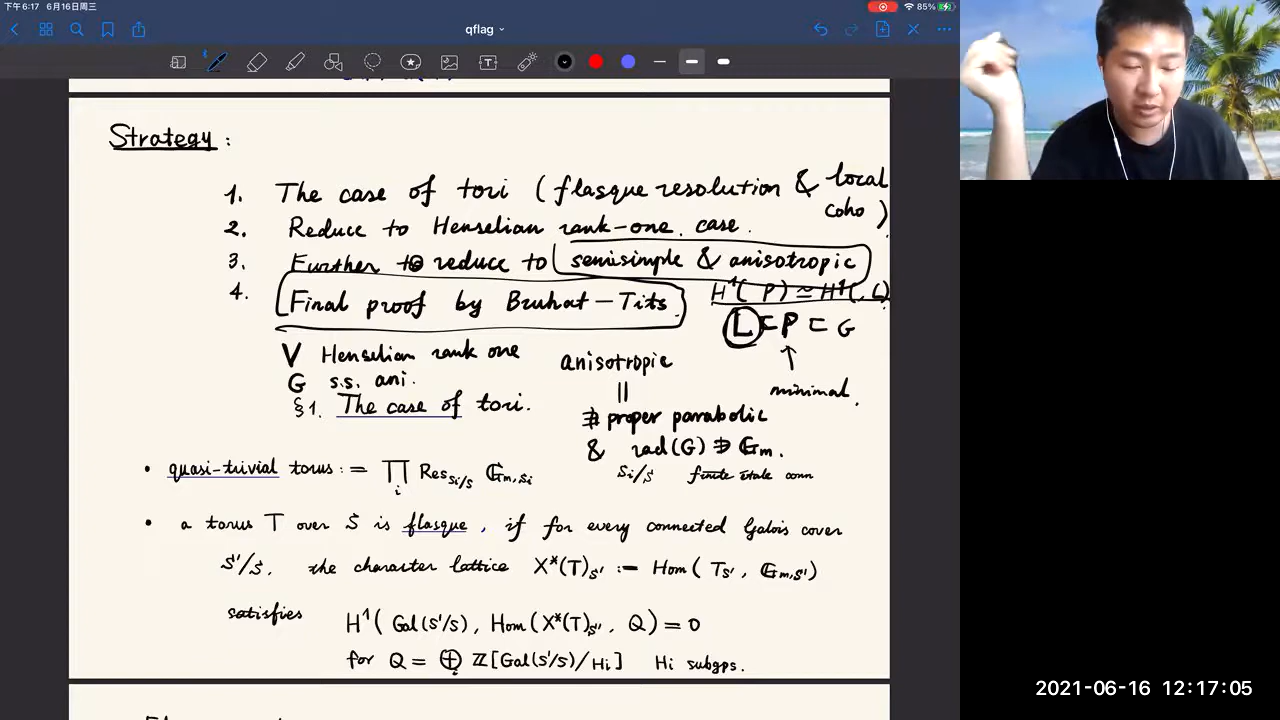 下午6:17 6月16日周三
85%
qflag
Strategy :
1. The case of tori ( flasque resolution & local coho )
2. Reduce to Henselian rank-one case.
3. Further to reduce to semisimple & anisotropic
4. Final proof by Bruhat-Tits.
H¹( P) ≃ H¹(, L)
L ⊂ P ⊂ G
↑
minimal.
V Henselian rank one
G s.s. ani.
anisotropic
||
∄ proper parabolic
& rad(G) ∌ 𝔾m.
§1. The case of tori.
• quasi-trivial torus := ∏ᵢ Res_{Si/S} 𝔾m,Si
Si/S finite étale conn
• a torus T over S is flasque, if for every connected Galois cover
S'/S, the character lattice X*(T)_{S'} := Hom( T_{S'}, 𝔾m,S')
satisfies H¹( Gal(S'/S), Hom(X*(T)_{S'}, Q) = 0
for Q = ⊕ᵢ ℤ[Gal(S'/S)/Hi] Hi subgps.
2021-06-16 12:17:05